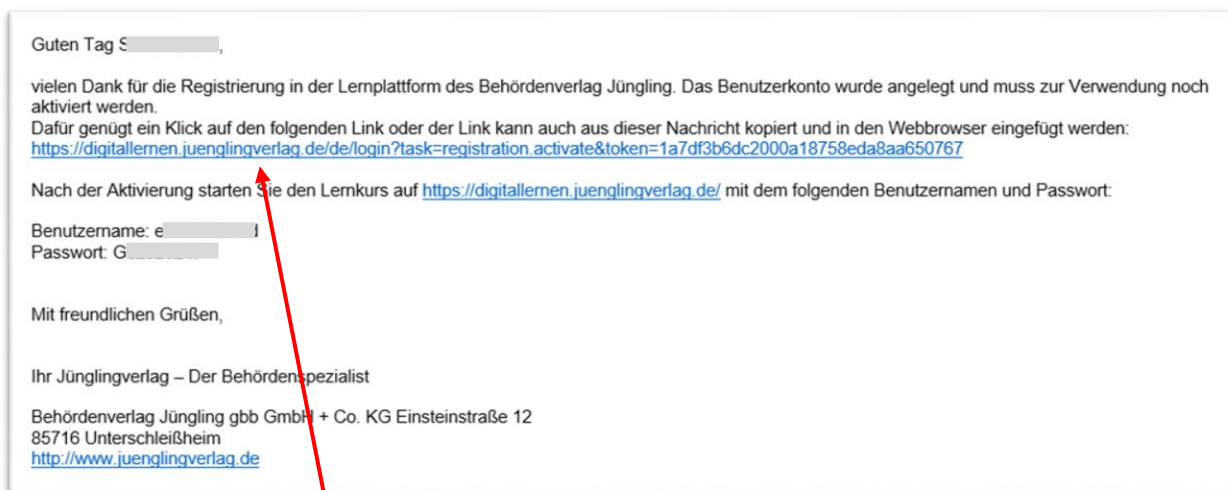 Guten Tag S
vielen Dank für die Registrierung in der Lernplattform des Behördenverlag Jüngling. Das Benutzerkonto wurde angelegt und muss zur Verwendung noch
aktiviert werden.
Dafür genügt ein Klick auf den folgenden Link oder der Link kann auch aus dieser Nachricht kopiert und in den Webbrowser eingefügt werden:
https://digitallernen.juenglingverlag.de/de/login?task=registration.activate&token=1a7df3b6dc2000a18758eda8aa650767
Nach der Aktivierung starten Sie den Lernkurs auf https://digitallernen.juenglingverlag.de/ mit dem folgenden Benutzernamen und Passwort:
Benutzername: e
Passwort: G
Mit freundlichen Grüßen,
Ihr Jünglingverlag – Der Behördenspezialist
Behördenverlag Jüngling gbb GmbH + Co. KG Einsteinstraße 12
85716 Unterschleißheim
http://www.juenglingverlag.de